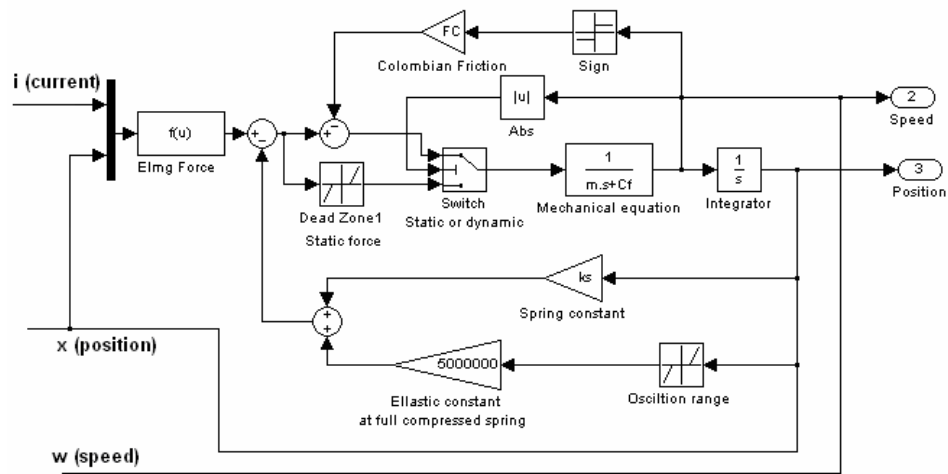 FC
Colombian Friction
Sign
i (current)
|u|
Abs
2
Speed
f(u)
Elmg Force
Dead Zone1
Static force
Switch
Static or dynamic
1
m.s+Cf
Mechanical equation
1
s
Integrator
3
Position
ks
Spring constant
x (position)
5000000
Ellastic constant
at full compressed spring
Osciltion range
w (speed)